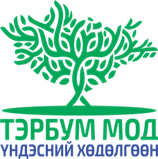 ТЭРБУМ МОД
ҮНДЭСНИЙ ХӨДӨЛГӨӨН